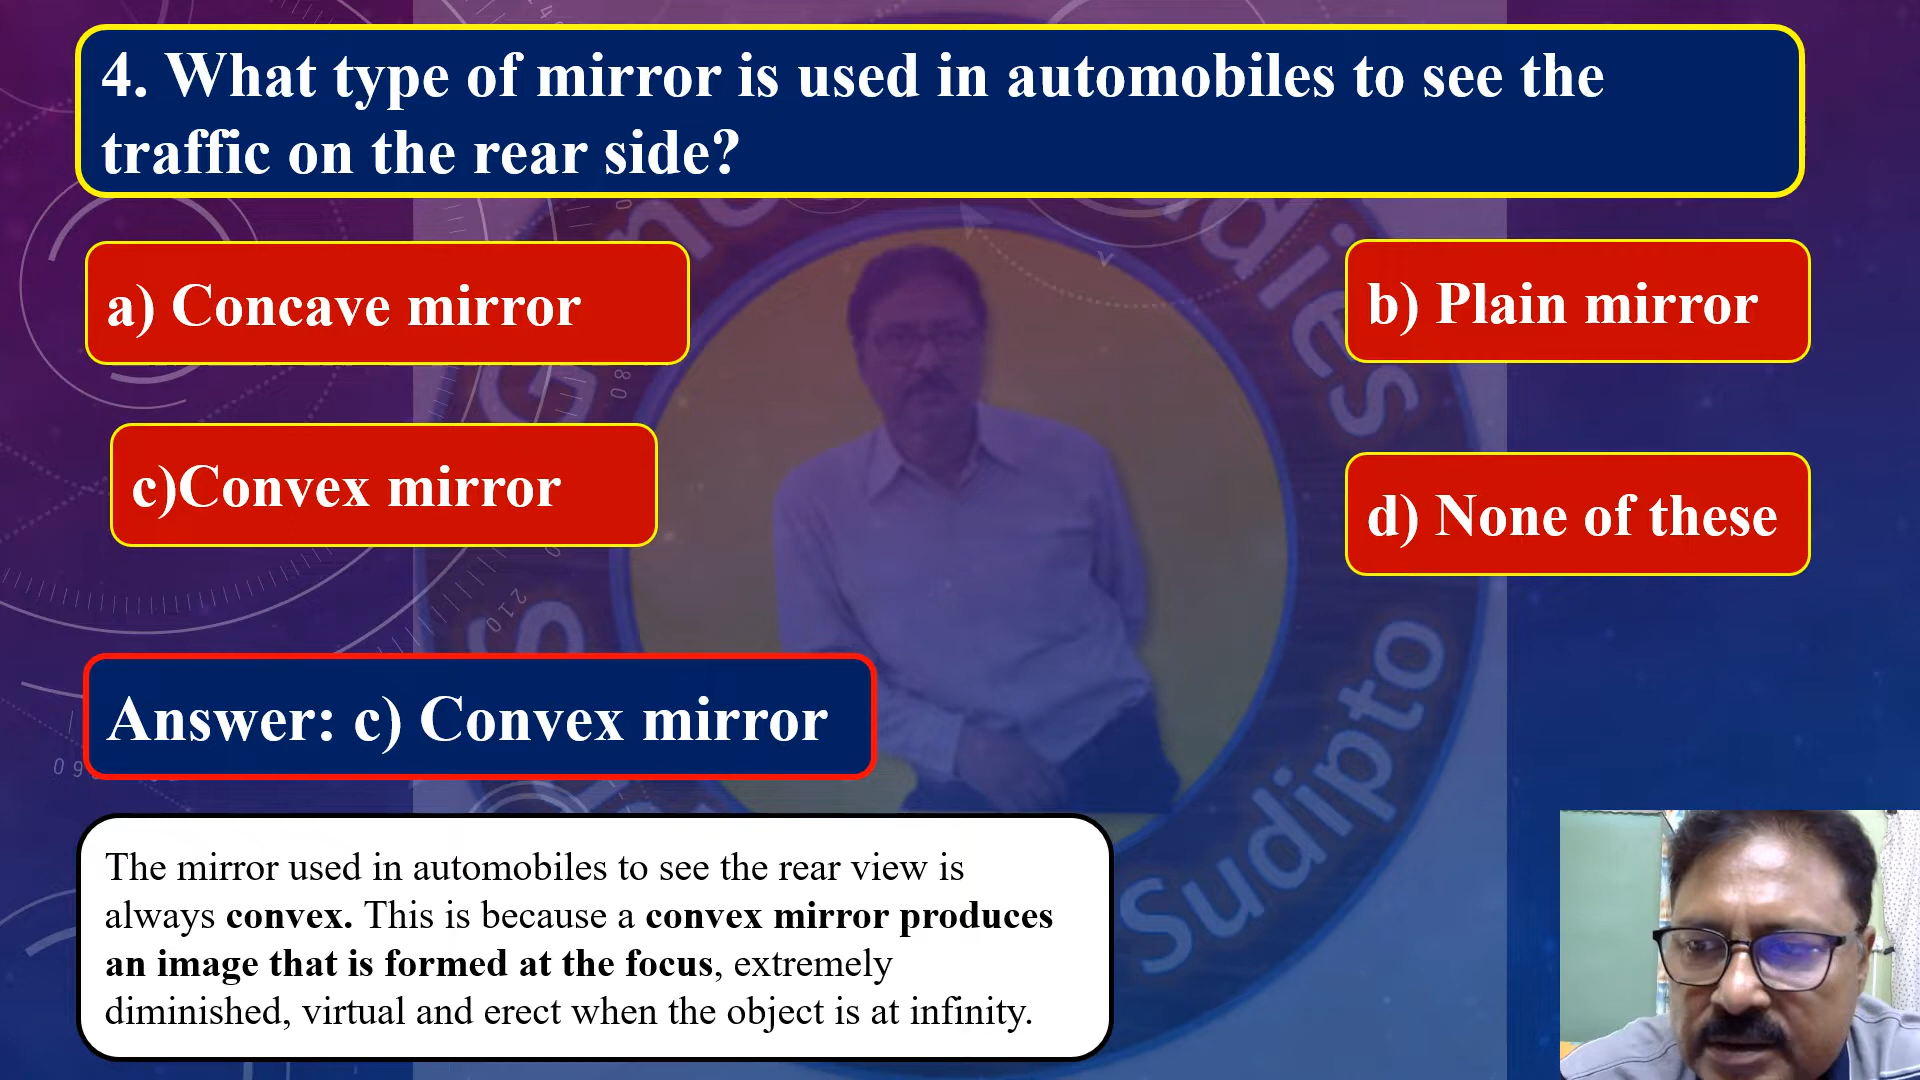 4. What type of mirror is used in automobiles to see the
traffic on the rear side?
a) Concave mirror
b) Plain mirror
c)Convex mirror
d) None of these
Answer: c) Convex mirror
The mirror used in automobiles to see the rear view is
always convex. This is because a convex mirror produces
an image that is formed at the focus, extremely
diminished, virtual and erect when the object is at infinity.
Sudipto
210